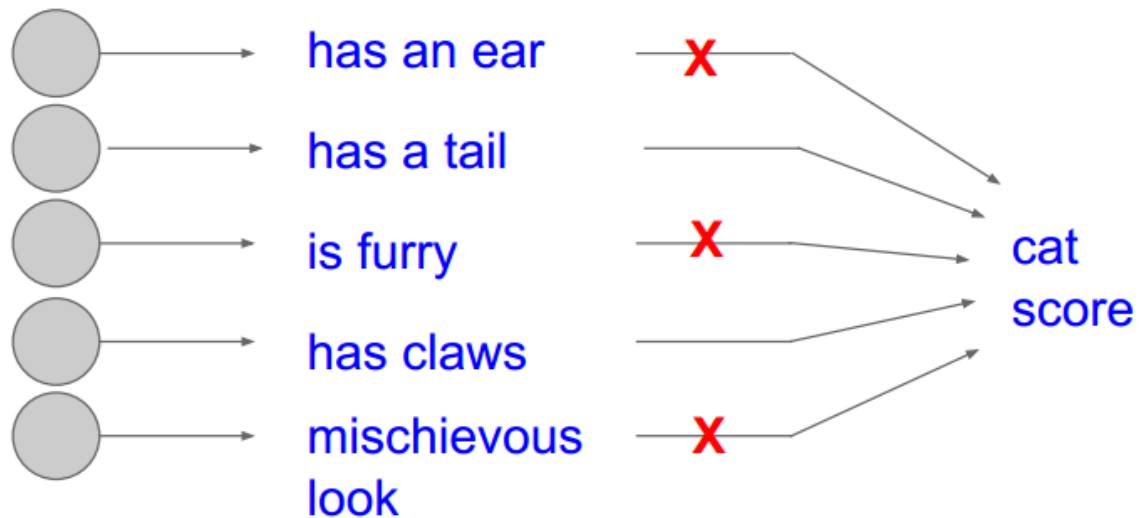 has an ear
X
has a tail
is furry
X
has claws
mischievous
look
X
cat
score